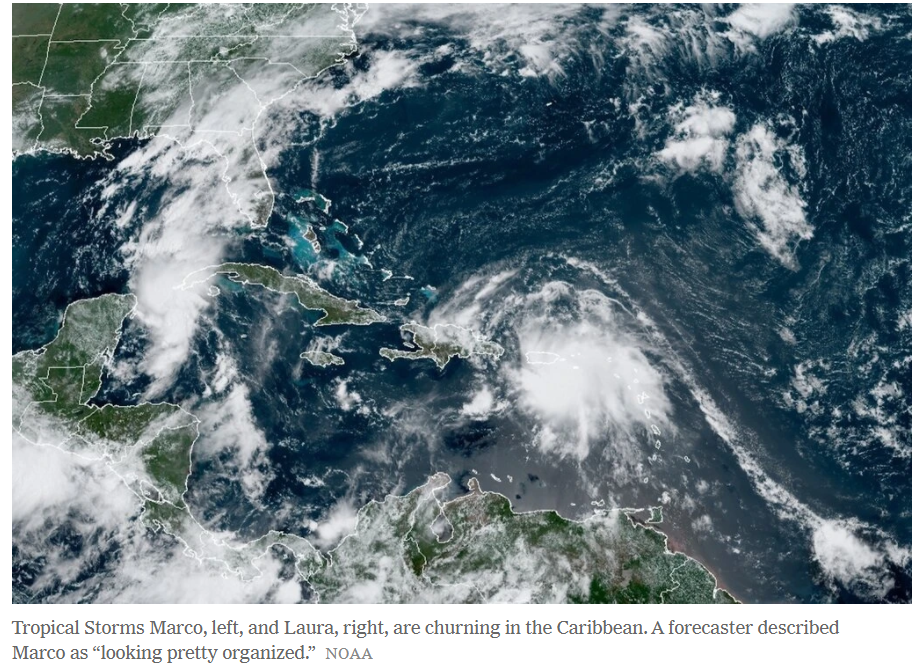 Tropical Storms Marco, left, and Laura, right, are churning in the Caribbean. A forecaster described
Marco as “looking pretty organized.” NOAA